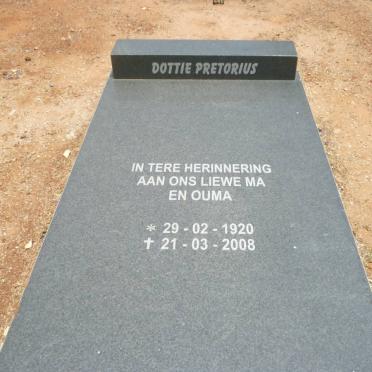 DOTTIE PRETORIUS
IN TERE HERINNERING
AAN ONS LIEWE MA
EN OUMA
* 29 - 02 - 1920
✝ 21 - 03 - 2008